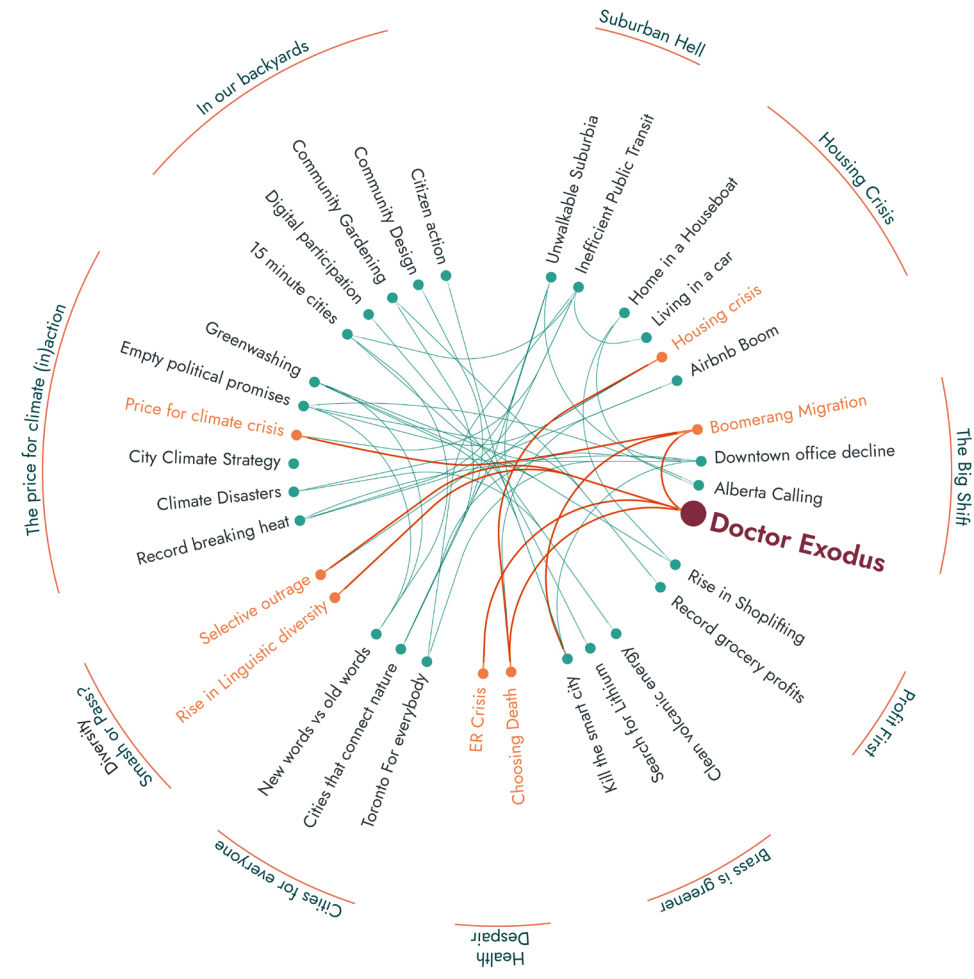 Suburban Hell
Unwalkable Suburbia
Inefficient Public Transit
Housing Crisis
Home in a Houseboat
Living in a car
Housing crisis
Airbnb Boom
The Big Shift
Boomerang Migration
Downtown office decline
Alberta Calling
Doctor Exodus
Profit First
Rise in Shoplifting
Record grocery profits
Brass is greener
Clean volcanic energy
Search for Lithium
Kill the smart city
Health
Despair
Choosing Death
ER Crisis
Cities for everyone
Toronto For everybody
Cities that connect nature
New words vs old words
Diversity
Smash or Pass?
Rise in Linguistic diversity
Selective outrage
The price for climate (in)action
Record breaking heat
Climate Disasters
City Climate Strategy
Price for climate crisis
Empty political promises
Greenwashing
In our backyards
15 minute cities
Digital participation
Community Gardening
Community Design
Citizen action